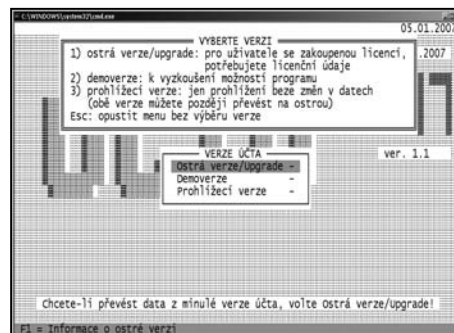 C:\WINDOWS\system32\cmd.exe
05.01.2007
VYBERTE VERZI
1) ostrá verze/upgrade: pro uživatele se zakoupenou licencí,
.2007
potřebujete licenční údaje
2) demoverze: k vyzkoušení možností programu
3) prohlížecí verze: jen prohlížení beze změn v datech
(obě verze můžete později převést na ostrou)
Esc: opustit menu bez výběru verze
VERZE ÚČTA
ver. 1.1
Ostrá verze/Upgrade -
Demoverze -
Prohlížecí verze -
Chcete-li převést data z minulé verze účta, volte Ostrá verze/Upgrade!
F1 = Informace o ostré verzi